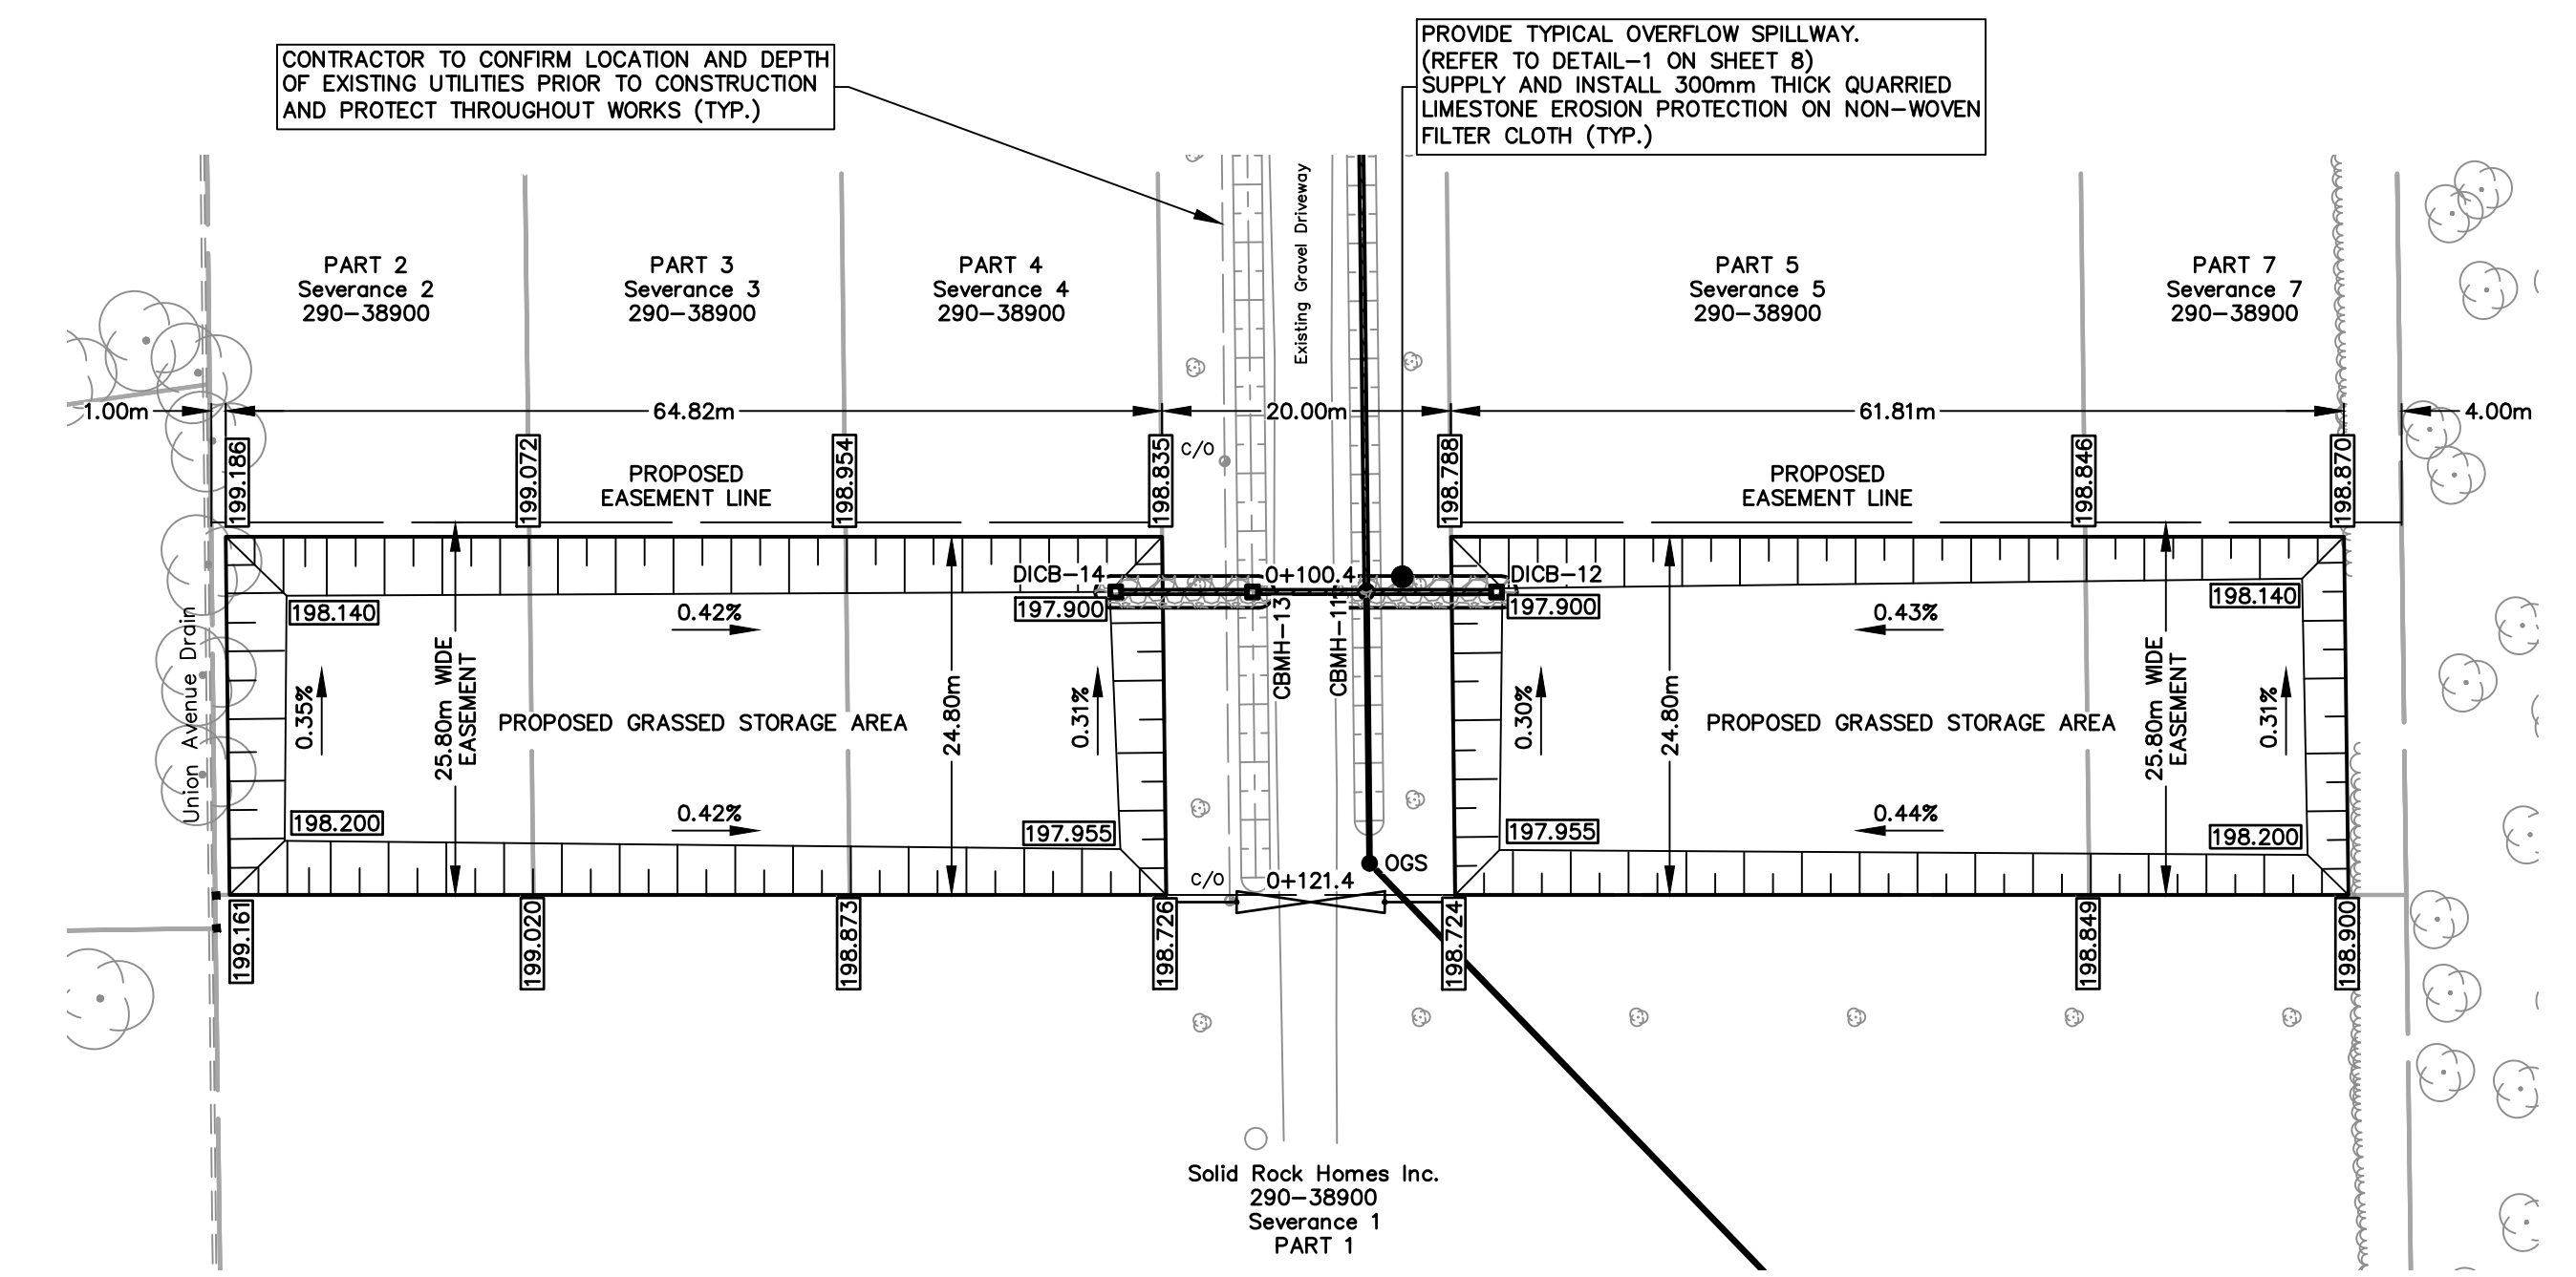 CONTRACTOR TO CONFIRM LOCATION AND DEPTH
OF EXISTING UTILITIES PRIOR TO CONSTRUCTION
AND PROTECT THROUGHOUT WORKS (TYP.)
PROVIDE TYPICAL OVERFLOW SPILLWAY.
(REFER TO DETAIL-1 ON SHEET 8)
SUPPLY AND INSTALL 300mm THICK QUARRIED
LIMESTONE EROSION PROTECTION ON NON-WOVEN
FILTER CLOTH (TYP.)
Existing Gravel Driveway
PART 2
Severance 2
290-38900
PART 3
Severance 3
290-38900
PART 4
Severance 4
290-38900
PART 5
Severance 5
290-38900
PART 7
Severance 7
290-38900
1.00m
64.82m
20.00m
61.81m
4.00m
199.186
199.072
198.954
198.835
c/o
198.788
198.846
198.870
PROPOSED
EASEMENT LINE
PROPOSED
EASEMENT LINE
DICB-14
0+100.4
DICB-12
198.140
0.42%
197.900
CBMH-13
CBMH-11
197.900
0.43%
198.140
Union Avenue Drain
0.35%
25.80m WIDE
EASEMENT
PROPOSED GRASSED STORAGE AREA
24.80m
0.31%
0.30%
24.80m
PROPOSED GRASSED STORAGE AREA
25.80m WIDE
EASEMENT
0.31%
198.200
0.42%
197.955
197.955
0.44%
198.200
OGS
c/o
0+121.4
199.161
199.020
198.873
198.726
198.724
198.849
198.900
Solid Rock Homes Inc.
290-38900
Severance 1
PART 1